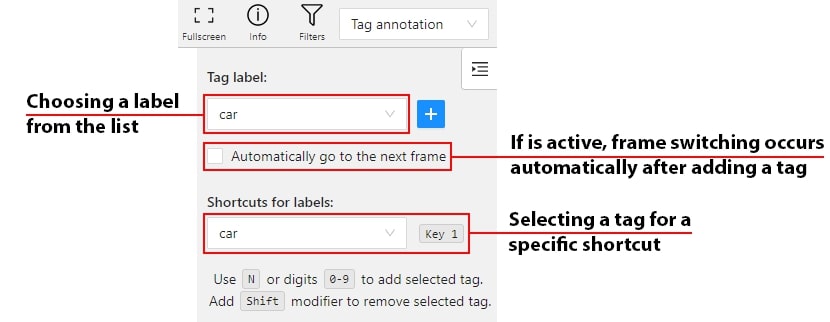 Fullscreen
Info
Filters
Tag annotation
Tag label:
Choosing a label
from the list
car
+
If is active, frame switching occurs
automatically after adding a tag
Automatically go to the next frame
Shortcuts for labels:
Selecting a tag for a
specific shortcut
car
Key 1
Use N or digits 0-9 to add selected tag.
Add Shift modifier to remove selected tag.